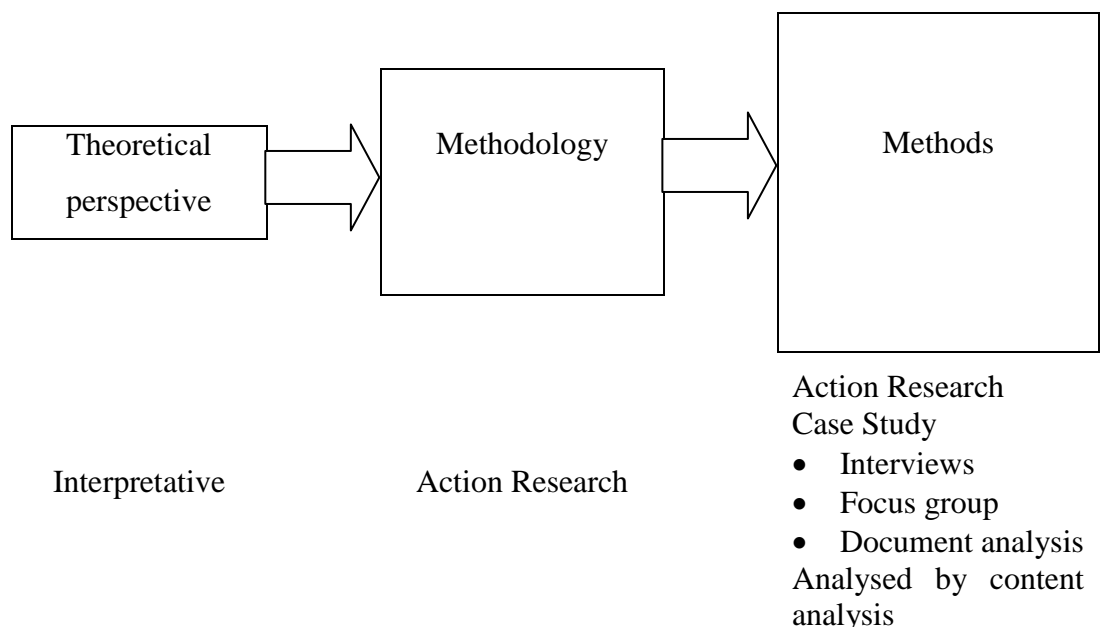 Theoretical
perspective
Methodology
Methods
Interpretative
Action Research
Action Research
Case Study
• Interviews
• Focus group
• Document analysis
Analysed by content
analysis